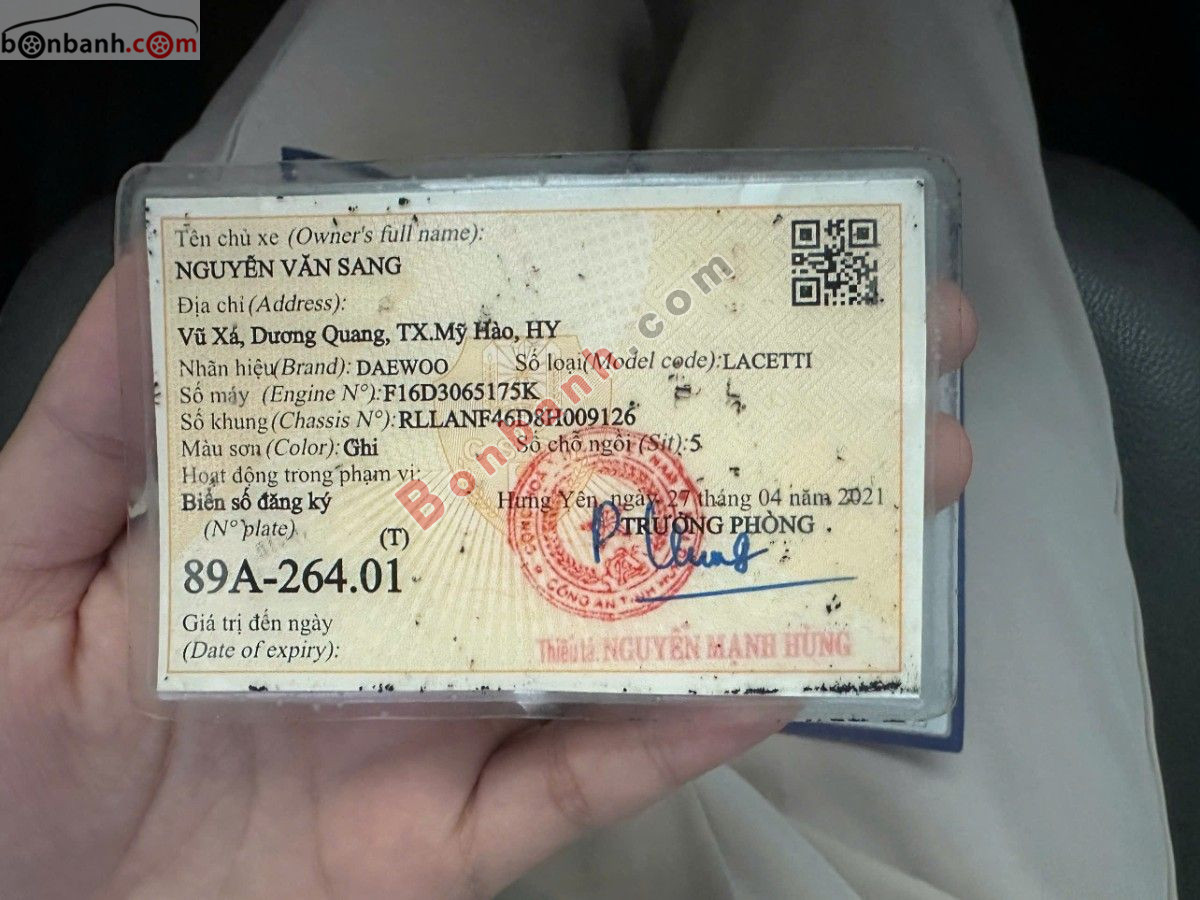 bonbanh.com
Tên chủ xe (Owner's full name):
NGUYỄN VĂN SANG
Địa chỉ (Address):
Vũ Xá, Dương Quang, TX.Mỹ Hào, HY
Nhãn hiệu(Brand): DAEWOO Số loại(Model code):LACETTI
Số máy (Engine N°):F16D3065175K
Số khung (Chassis N°):RLLANF46D8H009126
Màu sơn (Color): Ghi Số chỗ ngồi (Sit):5
Hoạt động trong phạm vi:
Biển số đăng ký Hưng Yên, ngày 27 tháng 04 năm 2021
(N° plate) TRƯỞNG PHÒNG
(T)
89A-264.01
Giá trị đến ngày
(Date of expiry):
Thiếu tá: NGUYỄN MẠNH HÙNG
Bonbanh.com